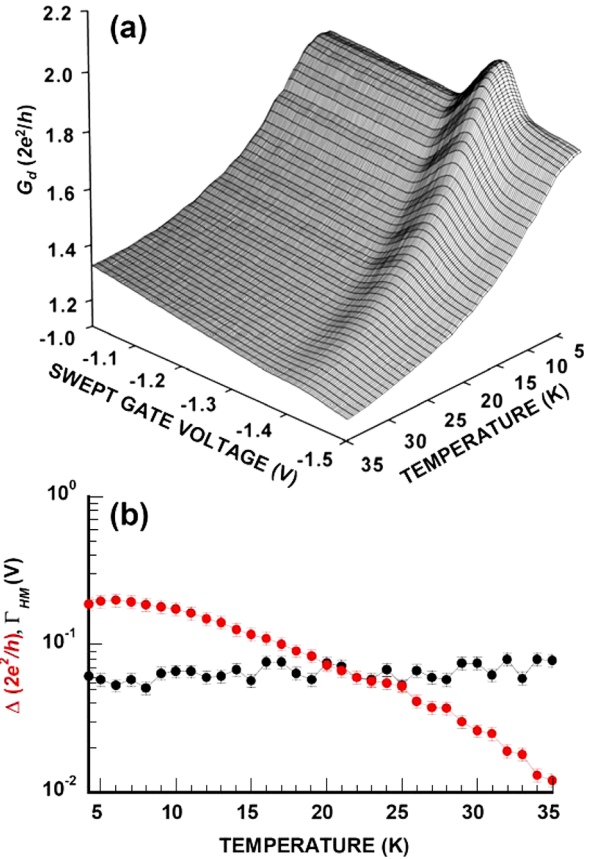 (a)
2.2
2.0
1.8
1.6
1.4
1.2
G_d (2e²/h)
-1.0
-1.1
-1.2
-1.3
-1.4
-1.5
SWEPT GATE VOLTAGE (V)
35
30
25
20
15
10
5
TEMPERATURE (K)
(b)
10⁰
10⁻¹
10⁻²
Δ (2e²/h), Γ_HM (V)
5 10 15 20 25 30 35
TEMPERATURE (K)